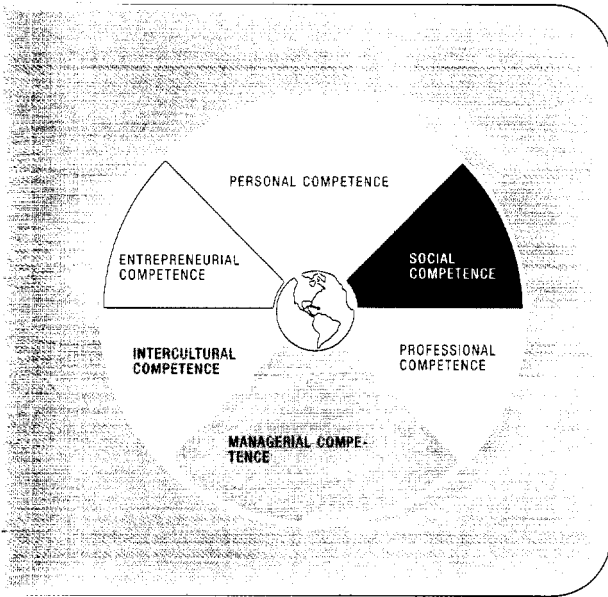 PERSONAL COMPETENCE
ENTREPRENEURIAL
COMPETENCE
SOCIAL
COMPETENCE
INTERCULTURAL
COMPETENCE
PROFESSIONAL
COMPETENCE
MANAGERIAL COMPE-
TENCE